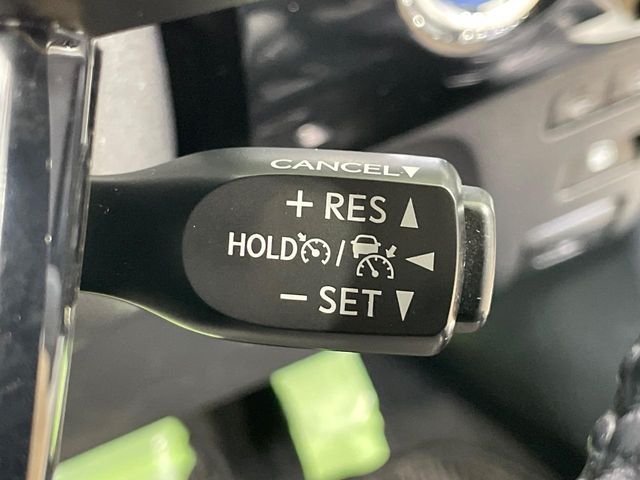 CANCEL▼
+ RES ▲
HOLD / ◀
− SET ▼